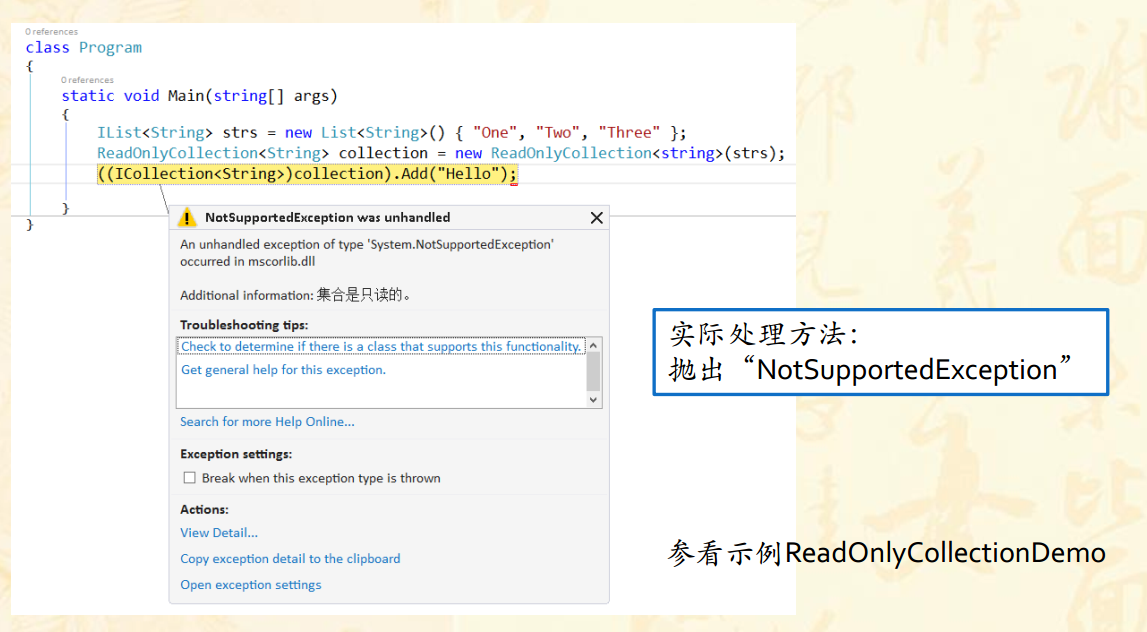 0 references
class Program
{
0 references
static void Main(string[] args)
{
IList<String> strs = new List<String>() { "One", "Two", "Three" };
ReadOnlyCollection<String> collection = new ReadOnlyCollection<string>(strs);
((ICollection<String>)collection).Add("Hello");
}
}
NotSupportedException was unhandled
An unhandled exception of type 'System.NotSupportedException'
occurred in mscorlib.dll
Additional information: 集合是只读的。
Troubleshooting tips:
Check to determine if there is a class that supports this functionality.
Get general help for this exception.
Search for more Help Online...
Exception settings:
Break when this exception type is thrown
Actions:
View Detail...
Copy exception detail to the clipboard
Open exception settings
实际处理方法:
抛出“NotSupportedException”
参看示例ReadOnlyCollectionDemo